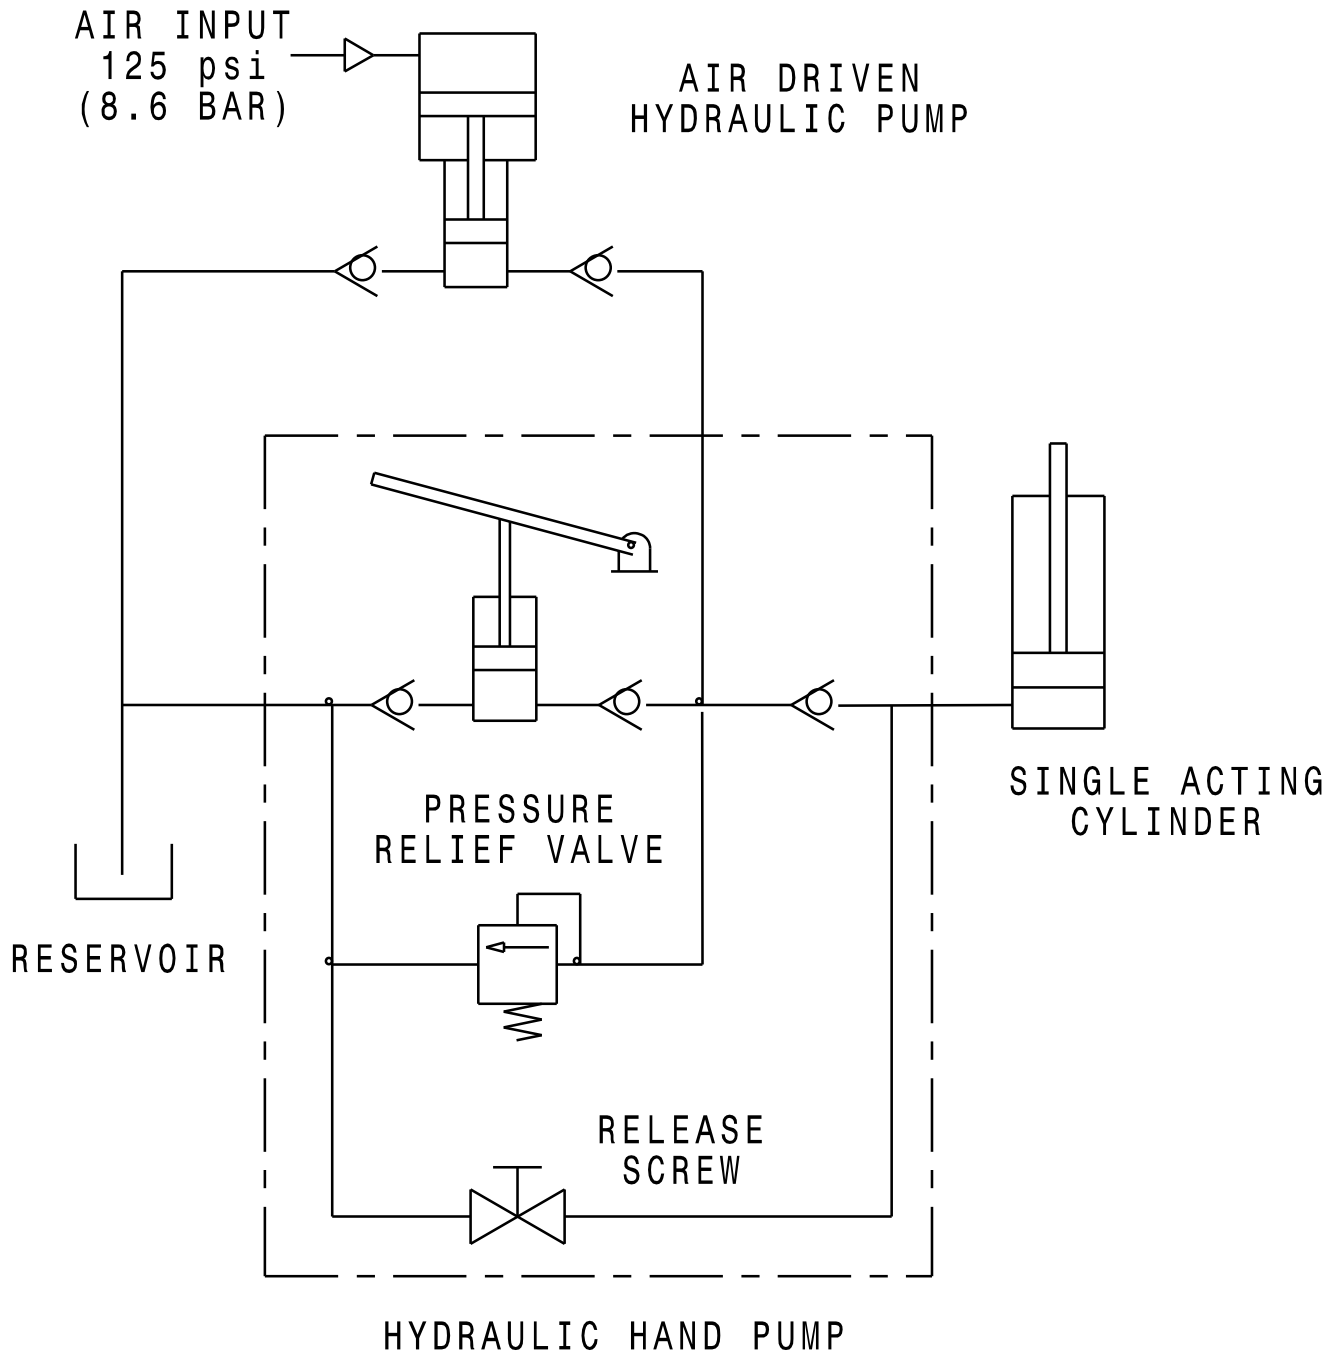 AIR INPUT
125 psi
(8.6 BAR)
AIR DRIVEN
HYDRAULIC PUMP
SINGLE ACTING
CYLINDER
PRESSURE
RELIEF VALVE
RESERVOIR
RELEASE
SCREW
HYDRAULIC HAND PUMP